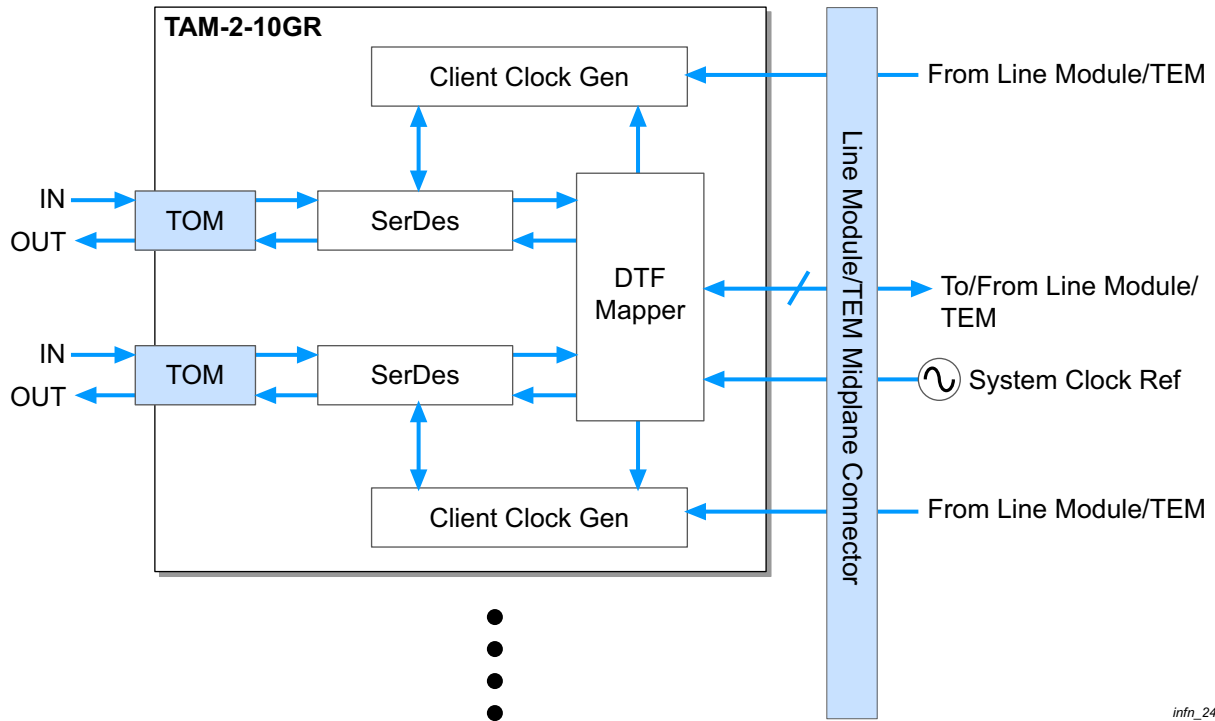 TAM-2-10GR
Client Clock Gen
From Line Module/TEM
IN
OUT
TOM
SerDes
DTF
Mapper
Line Module/TEM Midplane Connector
To/From Line Module/
TEM
IN
OUT
TOM
SerDes
System Clock Ref
Client Clock Gen
From Line Module/TEM
infn_24